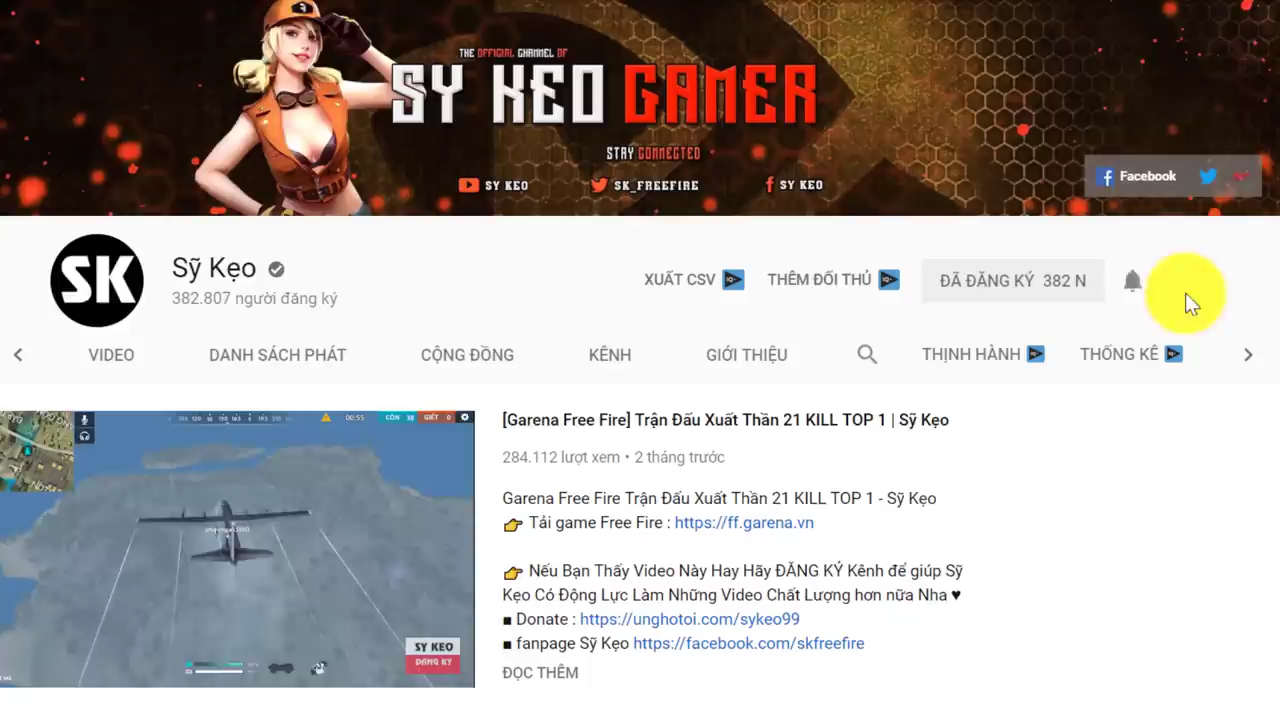 THE OFFICIAL CHANNEL OF
SY KEO GAMER
STAY CONNECTED
SY KEO
SK_FREEFIRE
SY KEO
Facebook
SK
Sỹ Kẹo
382.807 người đăng ký
XUẤT CSV
THÊM ĐỐI THỦ
ĐÃ ĐĂNG KÝ 382 N
VIDEO
DANH SÁCH PHÁT
CỘNG ĐỒNG
KÊNH
GIỚI THIỆU
THỊNH HÀNH
THỐNG KÊ
00:55
CÒN 38
GIẾT 0
SY KEO
ĐĂNG KÝ
[Garena Free Fire] Trận Đấu Xuất Thần 21 KILL TOP 1 | Sỹ Kẹo
284.112 lượt xem • 2 tháng trước
Garena Free Fire Trận Đấu Xuất Thần 21 KILL TOP 1 - Sỹ Kẹo
👉 Tải game Free Fire : https://ff.garena.vn
👉 Nếu Bạn Thấy Video Này Hay Hãy ĐĂNG KÝ Kênh để giúp Sỹ
Kẹo Có Động Lực Làm Những Video Chất Lượng hơn nữa Nha ♥
■ Donate : https://unghotoi.com/sykeo99
■ fanpage Sỹ Kẹo https://facebook.com/skfreefire
ĐỌC THÊM